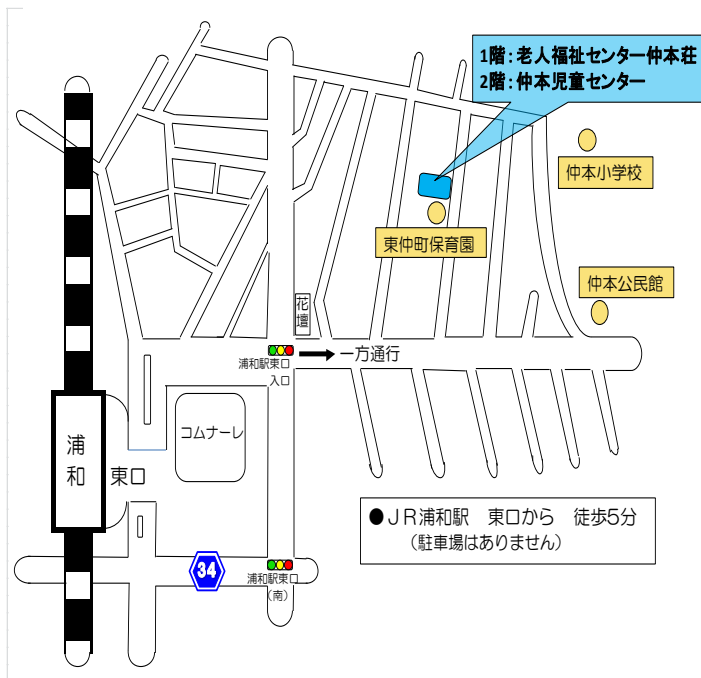 1階：老人福祉センター仲本荘
2階：仲本児童センター
仲本小学校
東仲町保育園
仲本公民館
花
壇
浦和駅東口
入口
一方通行
コムナーレ
浦
和
東口
●ＪＲ浦和駅　東口から　徒歩5分
（駐車場はありません）
34
浦和駅東口
（南）